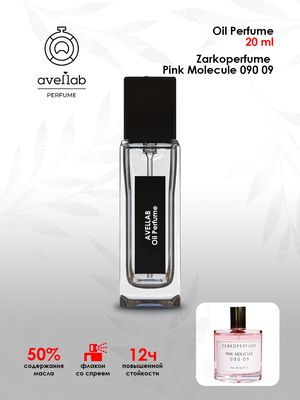 avellab
PERFUME
Oil Perfume
20 ml
Zarkoperfume
Pink Molecule 090 09
AVELLAB
Oil Perfume
ZARKOPERFUME
PINK MOLECULE
090·09
50%
содержания
масла
флакон
со спреем
12ч
повышенной
стойкости